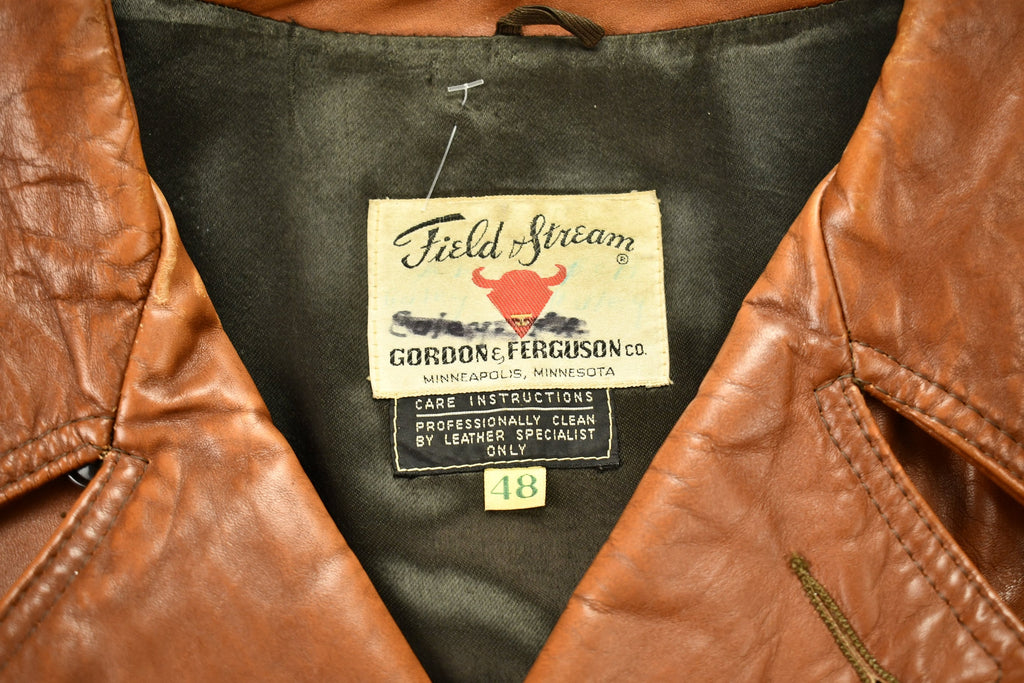 Field & Stream ®
GORDON & FERGUSON CO.
MINNEAPOLIS, MINNESOTA
CARE INSTRUCTIONS
PROFESSIONALLY CLEAN
BY LEATHER SPECIALIST
ONLY
48